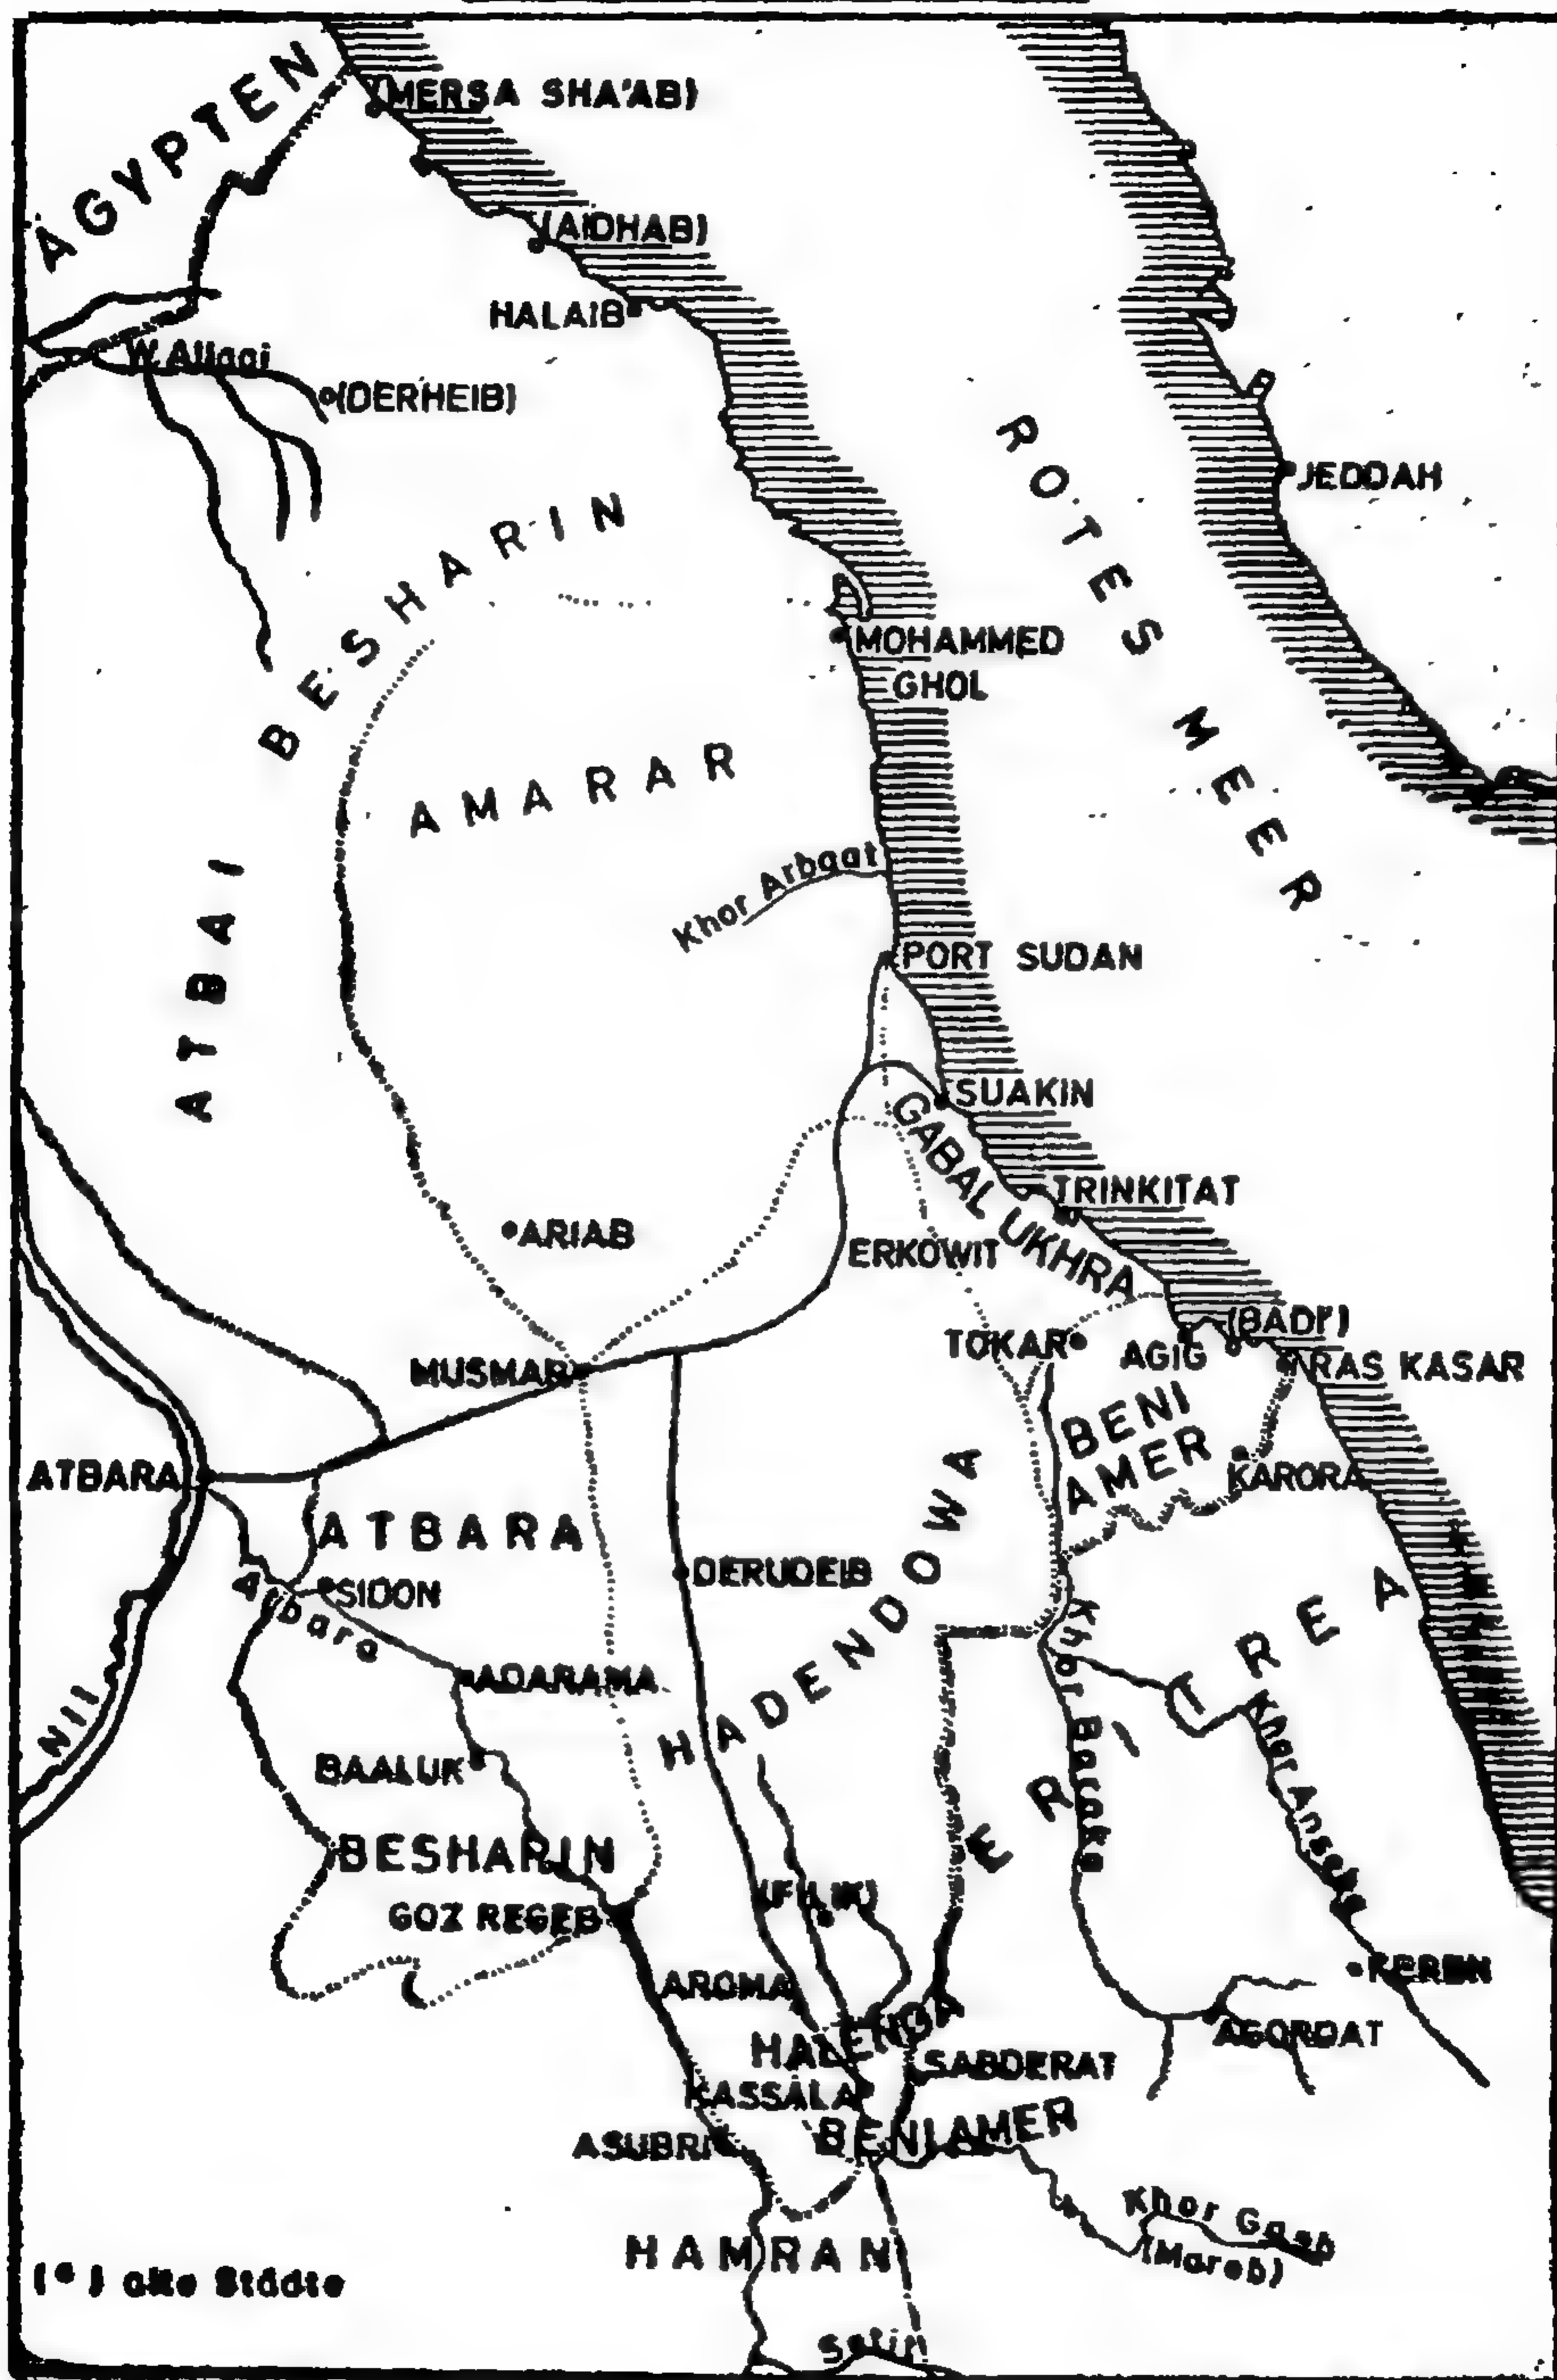 ÄGYPTEN
(MERSA SHA'AB)
(AIDHAB)
HALAIB
W. Allaqi
(DERHEIB)
ROTES MEER
JEDDAH
BESHARIN
MOHAMMED
GHOL
AMARAR
ATBAI
Khor Arbaat
PORT SUDAN
SUAKIN
GABAL UKHRA
TRINKITAT
ARIAB
ERKOWIT
(BADI')
TOKAR
AGIG
RAS KASAR
MUSMAR
BENI
AMER
KARORA
ATBARA
ATBARA
HADENDOWA
DERUDEIB
SIDON
Atbara
ERITREA
Khor Baraka
ADARAMA
NIL
Khor Anseba
BAALUK
BESHARIN
(FILIK)
GOZ REGEB
KEREN
AROMA
HALENGA
AGORDAT
SABDERAT
KASSALA
BENI AMER
ASUBRI
Khor Gash
(Mareb)
HAMRAN
(°) alte Städte
Setit